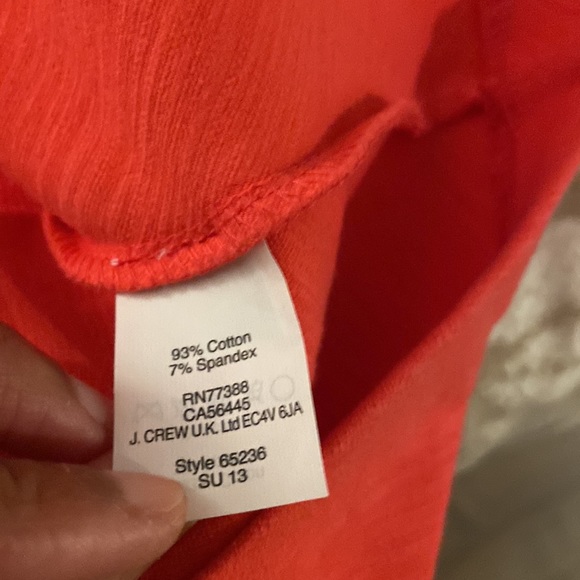 93% Cotton
7% Spandex
RN77388
CA56445
J. CREW U.K. Ltd EC4V 6JA
Style 65236
SU 13